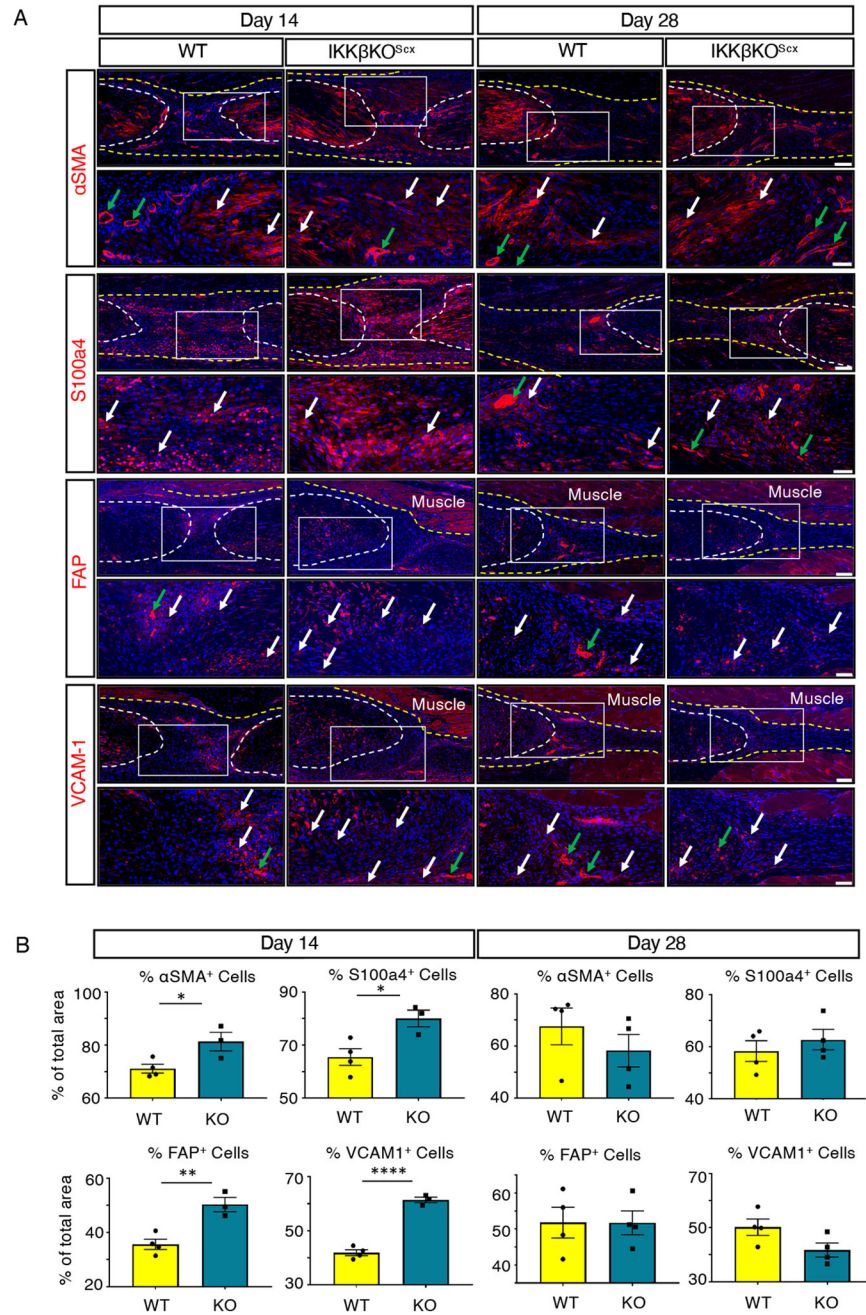 A
Day 14
Day 28
WT
IKKβKOScx
WT
IKKβKOScx
αSMA
S100a4
FAP
Muscle
Muscle
Muscle
VCAM-1
Muscle
Muscle
Muscle
B
Day 14
Day 28
% αSMA+ Cells
% S100a4+ Cells
% αSMA+ Cells
% S100a4+ Cells
% of total area
100
80
60
*
WT
KO
90
70
50
*
WT
KO
80
60
40
WT
KO
80
60
40
WT
KO
% FAP+ Cells
% VCAM1+ Cells
% FAP+ Cells
% VCAM1+ Cells
% of total area
60
40
20
**
WT
KO
70
50
30
****
WT
KO
70
60
50
40
WT
KO
70
50
30
WT
KO